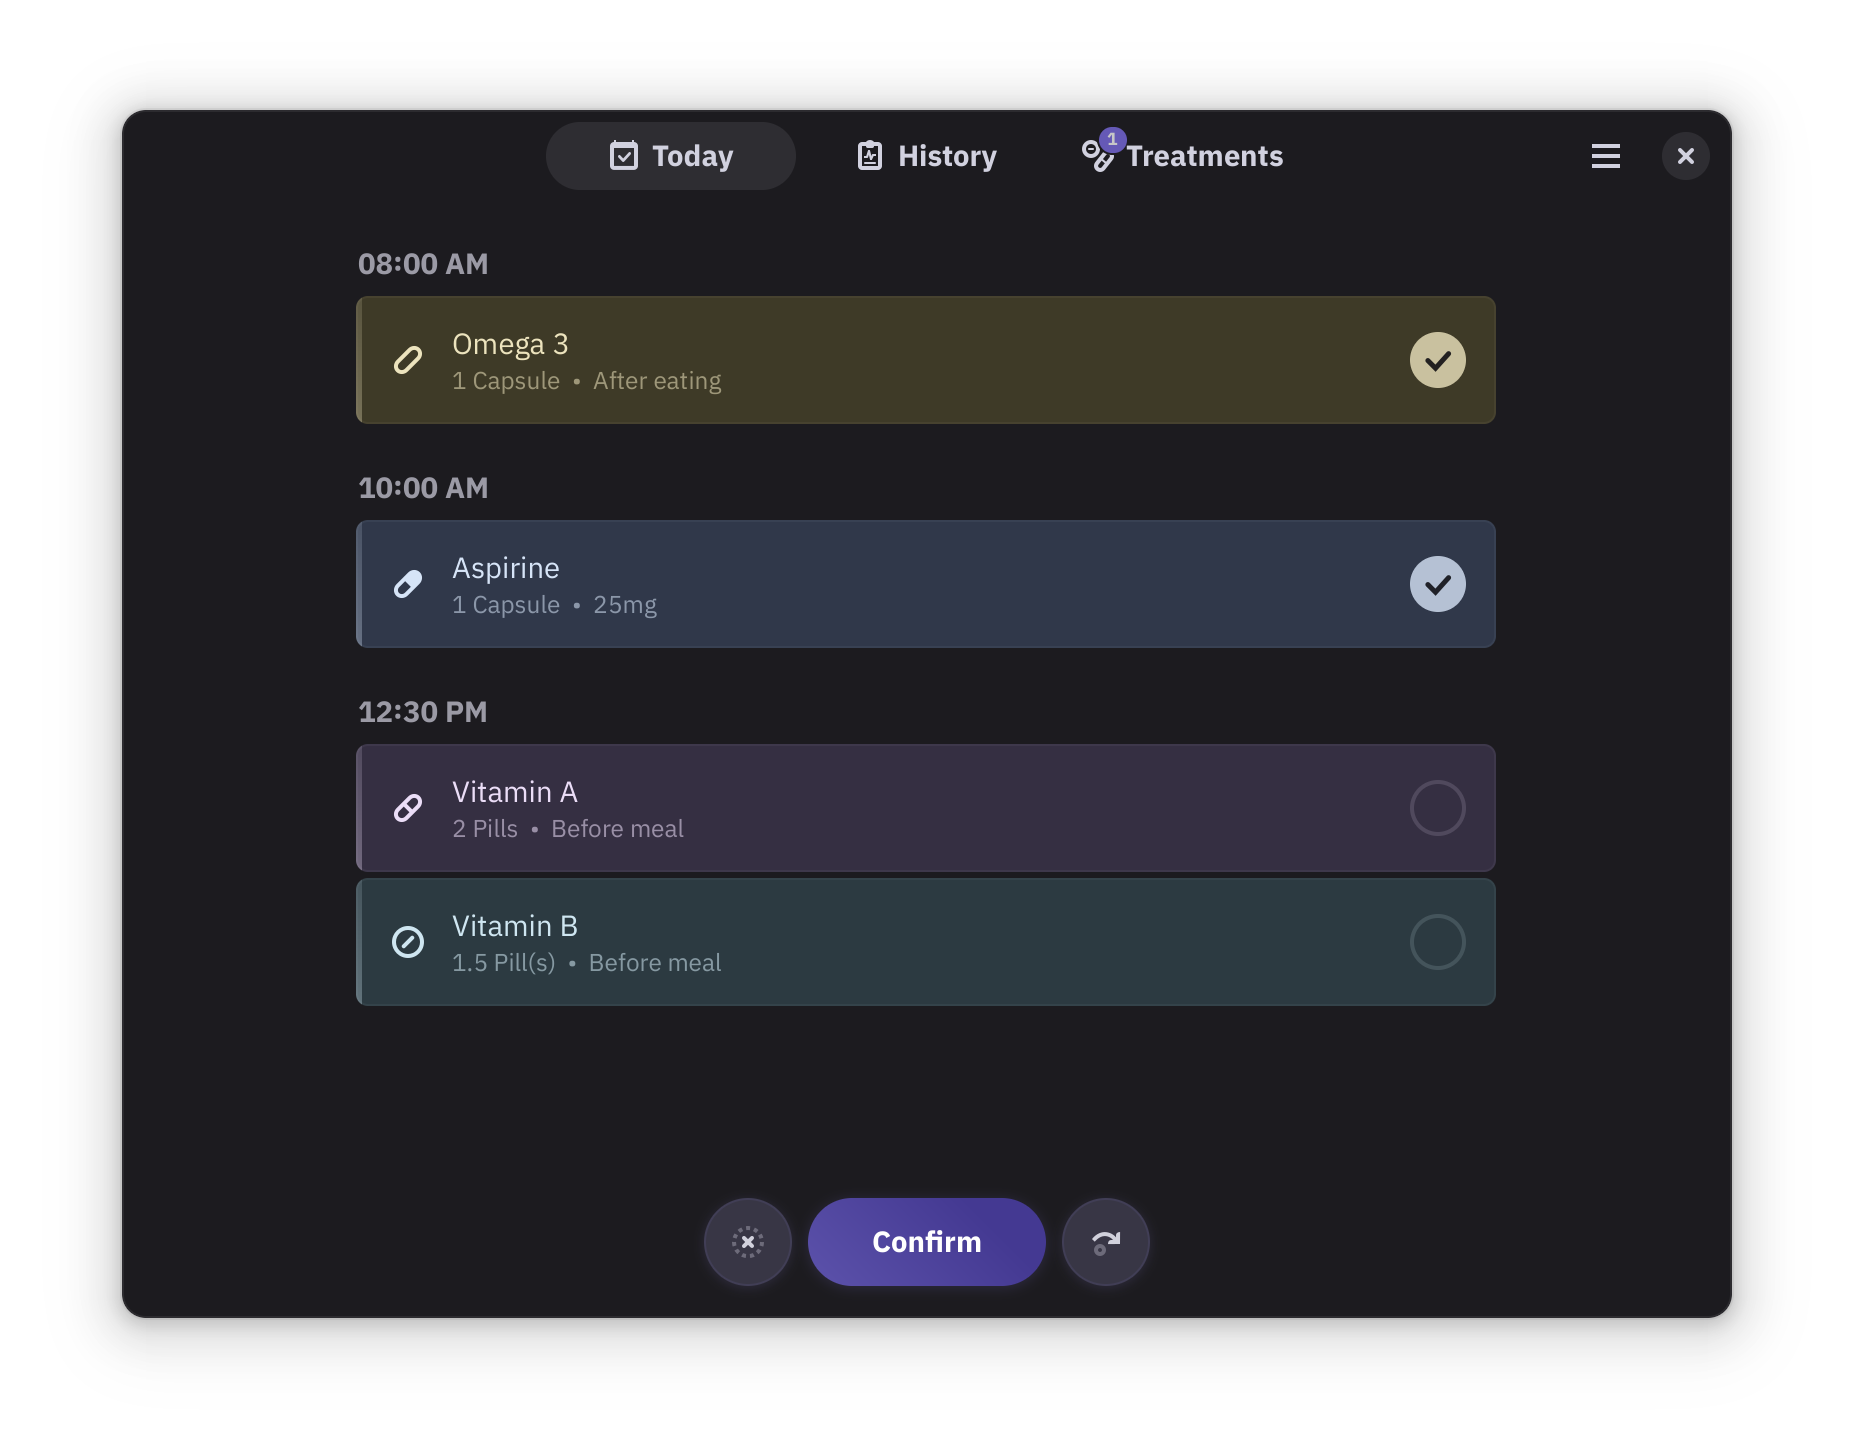 Today
History
1
Treatments
08:00 AM
Omega 3
1 Capsule • After eating
10:00 AM
Aspirine
1 Capsule • 25mg
12:30 PM
Vitamin A
2 Pills • Before meal
Vitamin B
1.5 Pill(s) • Before meal
Confirm